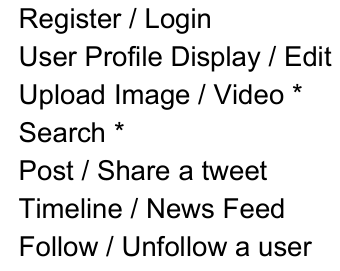 Register / Login
User Profile Display / Edit
Upload Image / Video *
Search *
Post / Share a tweet
Timeline / News Feed
Follow / Unfollow a user